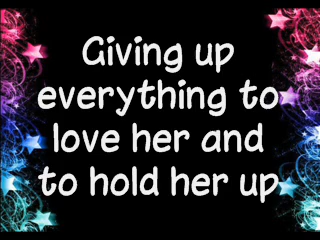 Giving up
everything to
love her and
to hold her up